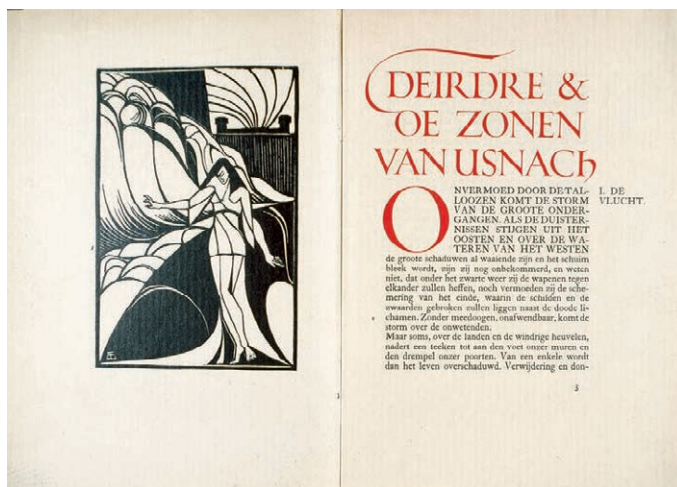 DEIRDRE &
DE ZONEN
VAN USNACH
ONVERMOED DOOR DE TAL-
LOOZEN KOMT DE STORM
VAN DE GROOTE ONDER-
GANGEN. ALS DE DUISTER-
NISSEN STIJGEN UIT HET
OOSTEN EN OVER DE WA-
TEREN VAN HET WESTEN
I. DE
VLUCHT.
de groote schaduwen al waaiende zijn en het schuim
bleek wordt, zijn zij nog onbekommerd, en weten
niet, dat onder het zwarte weer zij de wapenen tegen
elkander zullen heffen, noch vermoeden zij de sche-
mering van het einde, waarin de schilden en de
zwaarden gebroken zullen liggen naast de doode li-
chamen. Zonder meedoogen, onafwendbaar, komt de
storm over de onwetenden.
Maar soms, over de landen en de windrige heuvelen,
nadert een teeken tot aan den voet onzer muren en
den drempel onzer poorten. Van een enkele wordt
dan het leven overschaduwd. Verwijdering en don-